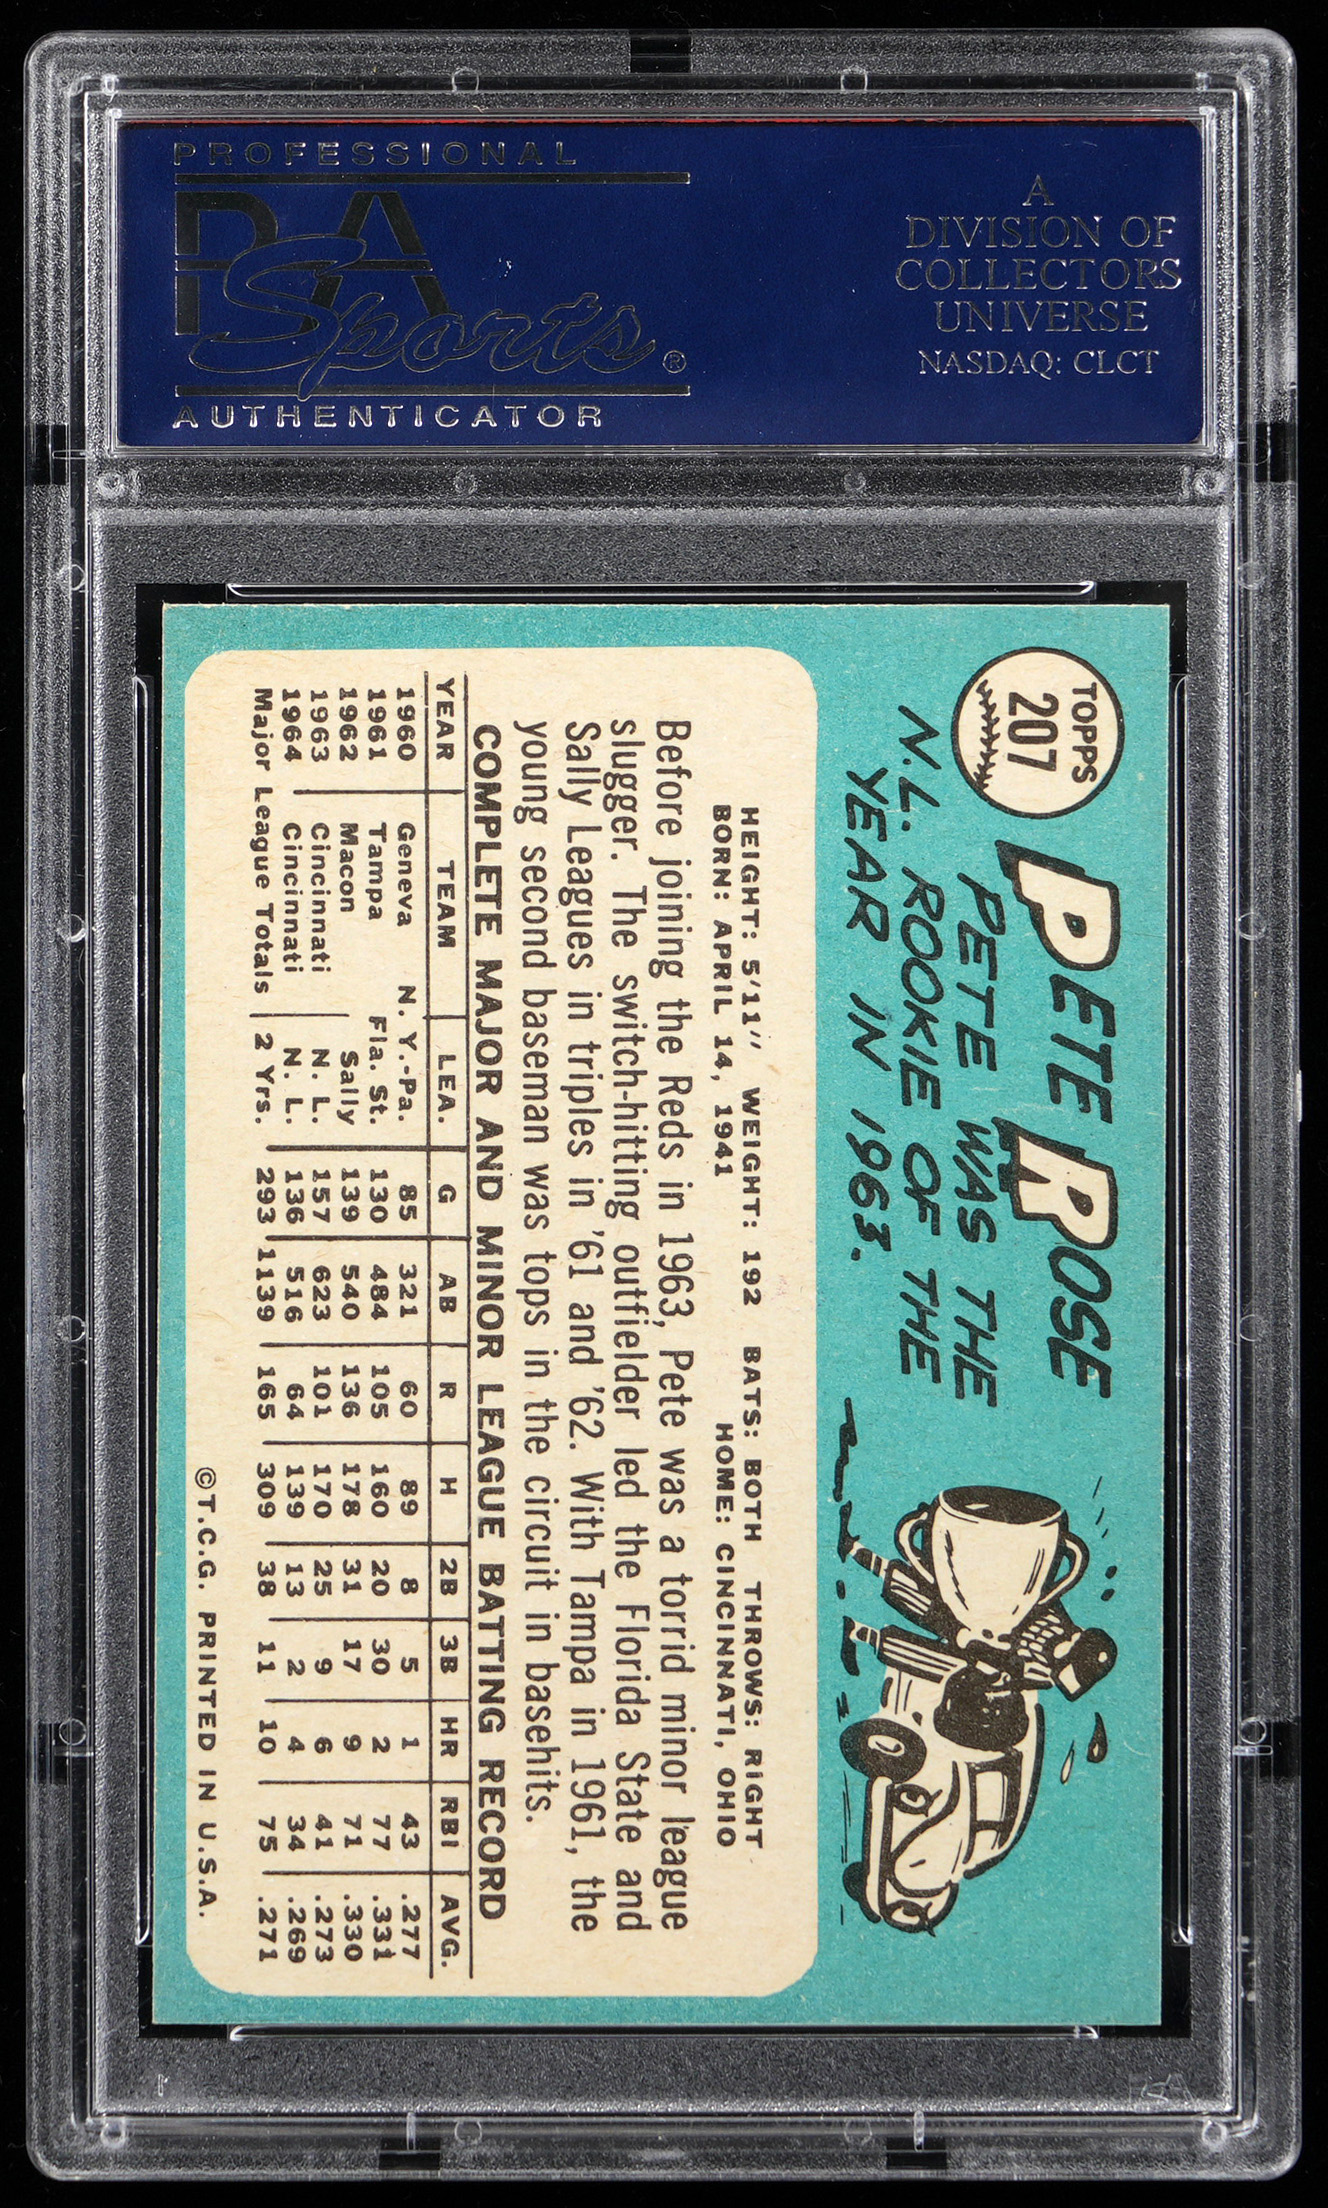 PROFESSIONAL
PSA
Sports®
AUTHENTICATOR
A
DIVISION OF
COLLECTORS
UNIVERSE
NASDAQ: CLCT
TOPPS
207
PETE ROSE
PETE WAS THE
N.L. ROOKIE OF THE
YEAR IN 1963.
HEIGHT: 5'11" WEIGHT: 192 BATS: BOTH THROWS: RIGHT
BORN: APRIL 14, 1941 HOME: CINCINNATI, OHIO
Before joining the Reds in 1963, Pete was a torrid minor league
slugger. The switch-hitting outfielder led the Florida State and
Sally Leagues in triples in '61 and '62. With Tampa in 1961, the
young second baseman was tops in the circuit in basehits.
COMPLETE MAJOR AND MINOR LEAGUE BATTING RECORD
YEAR TEAM LEA. G AB R H 2B 3B HR RBI AVG.
1960 Geneva N. Y.-Pa. 85 321 60 89 8 5 1 43 .277
1961 Tampa Fla. St. 130 484 105 160 20 30 2 77 .331
1962 Macon Sally 139 540 136 178 31 17 9 71 .330
1963 Cincinnati N. L. 157 623 101 170 25 9 6 41 .273
1964 Cincinnati N. L. 136 516 64 139 13 2 4 34 .269
Major League Totals 2 Yrs. 293 1139 165 309 38 11 10 75 .271
©T.C.G. PRINTED IN U.S.A.